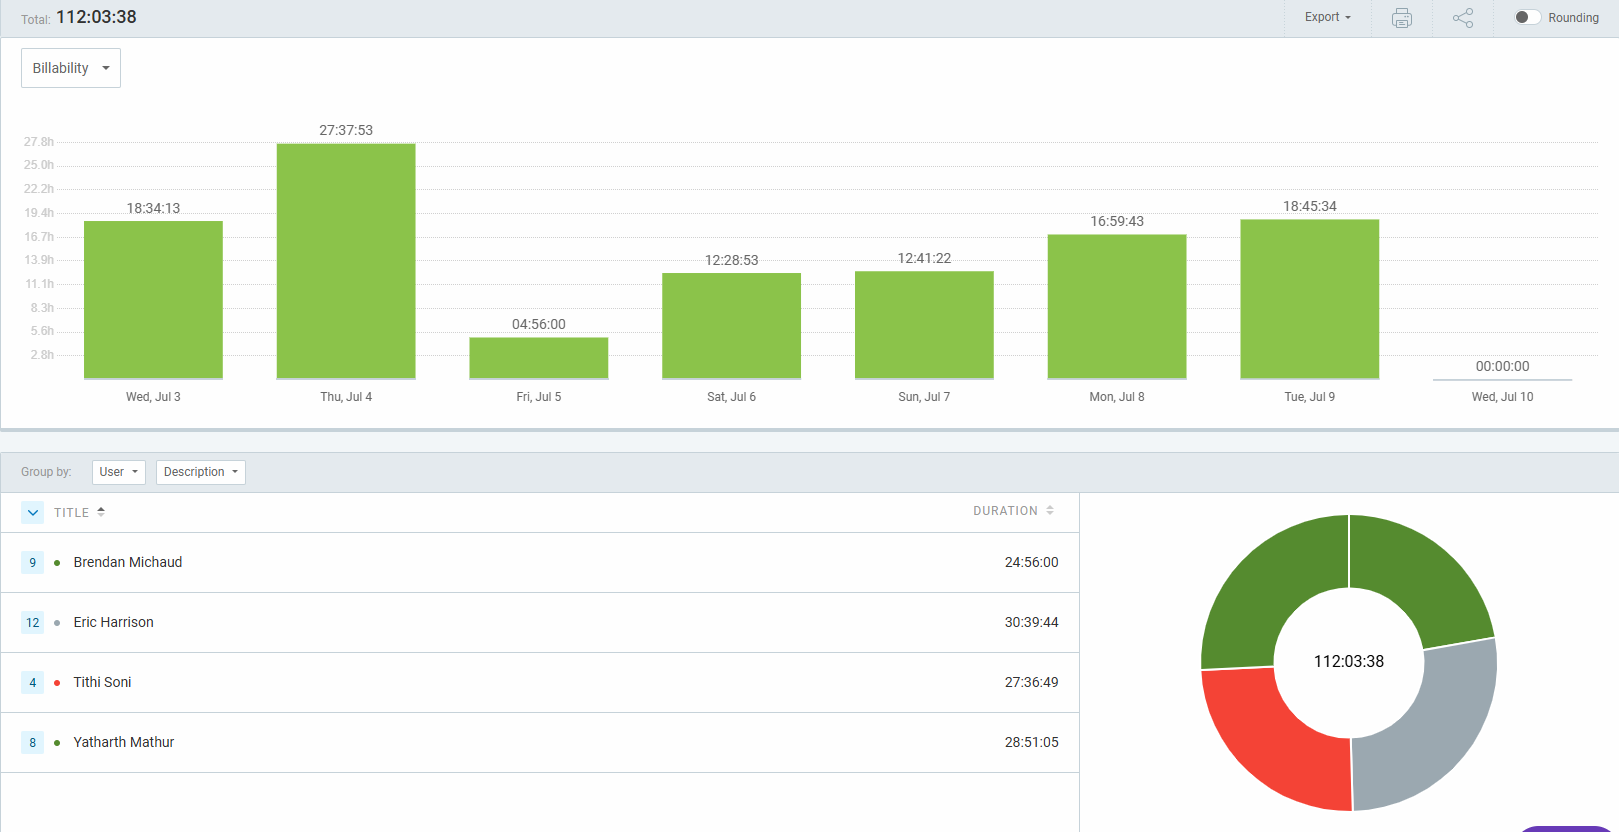 Total: 112:03:38
Export
Rounding
Billability
27.8h
25.0h
22.2h
19.4h
16.7h
13.9h
11.1h
8.3h
5.6h
2.8h
18:34:13
27:37:53
04:56:00
12:28:53
12:41:22
16:59:43
18:45:34
00:00:00
Wed, Jul 3
Thu, Jul 4
Fri, Jul 5
Sat, Jul 6
Sun, Jul 7
Mon, Jul 8
Tue, Jul 9
Wed, Jul 10
Group by: User Description
TITLE DURATION
9 Brendan Michaud 24:56:00
12 Eric Harrison 30:39:44
4 Tithi Soni 27:36:49
8 Yatharth Mathur 28:51:05
112:03:38